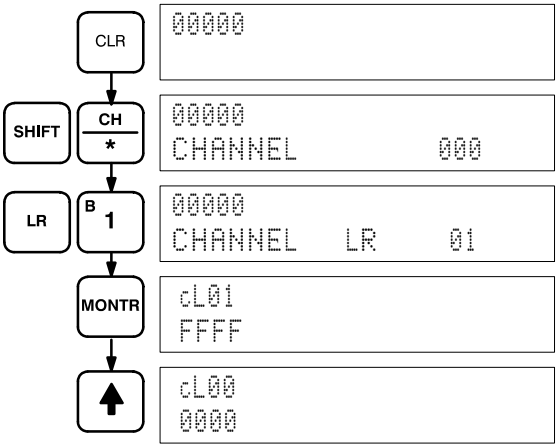 CLR
00000
SHIFT
CH
*
00000
CHANNEL 000
LR
B
1
00000
CHANNEL LR 01
MONTR
cL01
FFFF
cL00
0000